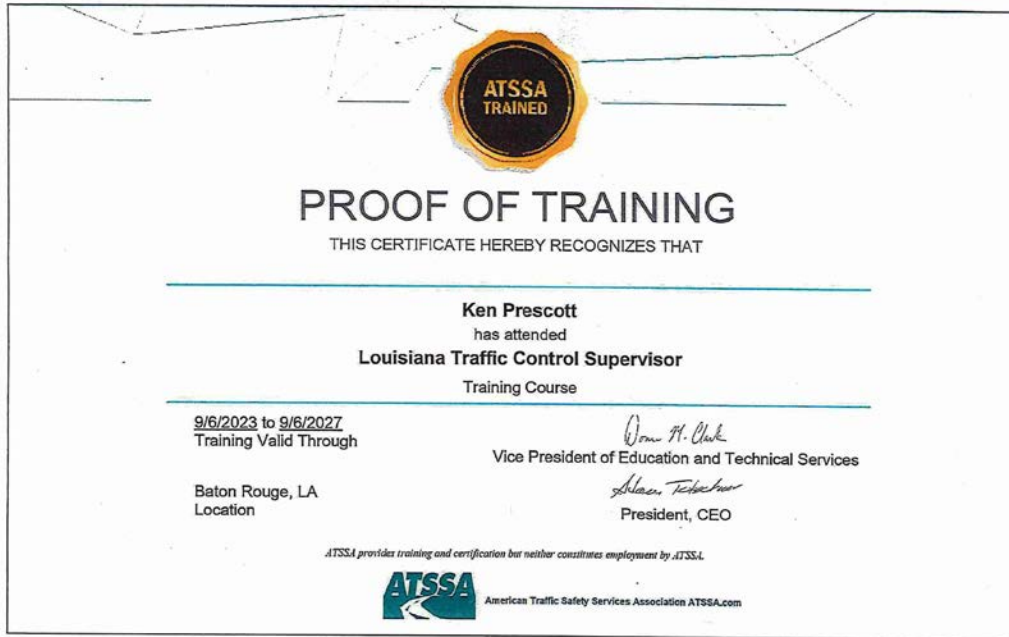 ATSSA
TRAINED
PROOF OF TRAINING
THIS CERTIFICATE HEREBY RECOGNIZES THAT
Ken Prescott
has attended
Louisiana Traffic Control Supervisor
Training Course
9/6/2023 to 9/6/2027
Training Valid Through
Vice President of Education and Technical Services
Baton Rouge, LA
Location
President, CEO
ATSSA provides training and certification but neither constitutes employment by ATSSA.
ATSSA
American Traffic Safety Services Association ATSSA.com